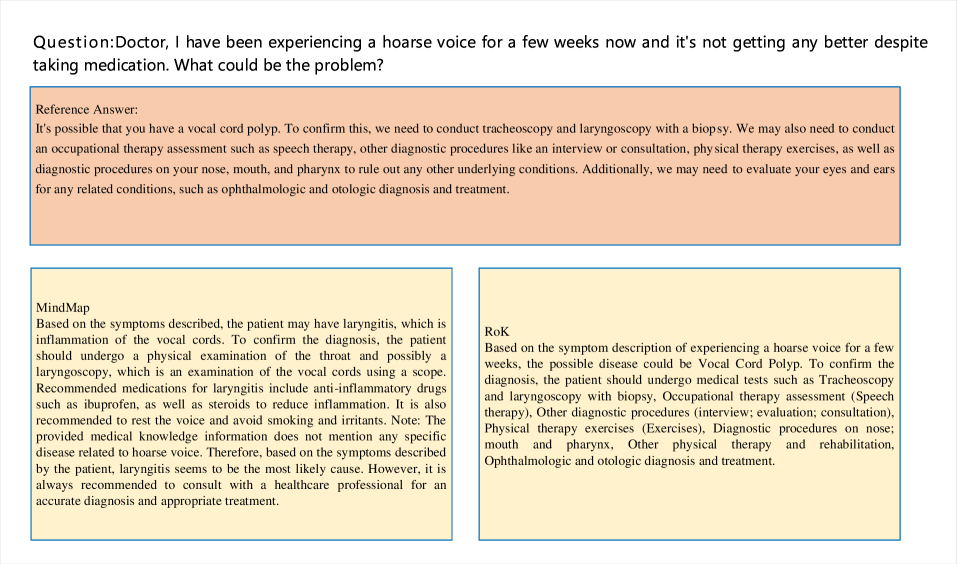 Question:Doctor, I have been experiencing a hoarse voice for a few weeks now and it's not getting any better despite
taking medication. What could be the problem?
Reference Answer:
It's possible that you have a vocal cord polyp. To confirm this, we need to conduct tracheoscopy and laryngoscopy with a biopsy. We may also need to conduct
an occupational therapy assessment such as speech therapy, other diagnostic procedures like an interview or consultation, physical therapy exercises, as well as
diagnostic procedures on your nose, mouth, and pharynx to rule out any other underlying conditions. Additionally, we may need to evaluate your eyes and ears
for any related conditions, such as ophthalmologic and otologic diagnosis and treatment.
MindMap
Based on the symptoms described, the patient may have laryngitis, which is
inflammation of the vocal cords. To confirm the diagnosis, the patient
should undergo a physical examination of the throat and possibly a
laryngoscopy, which is an examination of the vocal cords using a scope.
Recommended medications for laryngitis include anti-inflammatory drugs
such as ibuprofen, as well as steroids to reduce inflammation. It is also
recommended to rest the voice and avoid smoking and irritants. Note: The
provided medical knowledge information does not mention any specific
disease related to hoarse voice. Therefore, based on the symptoms described
by the patient, laryngitis seems to be the most likely cause. However, it is
always recommended to consult with a healthcare professional for an
accurate diagnosis and appropriate treatment.
RoK
Based on the symptom description of experiencing a hoarse voice for a few
weeks, the possible disease could be Vocal Cord Polyp. To confirm the
diagnosis, the patient should undergo medical tests such as Tracheoscopy
and laryngoscopy with biopsy, Occupational therapy assessment (Speech
therapy), Other diagnostic procedures (interview; evaluation; consultation),
Physical therapy exercises (Exercises), Diagnostic procedures on nose;
mouth and pharynx, Other physical therapy and rehabilitation,
Ophthalmologic and otologic diagnosis and treatment.